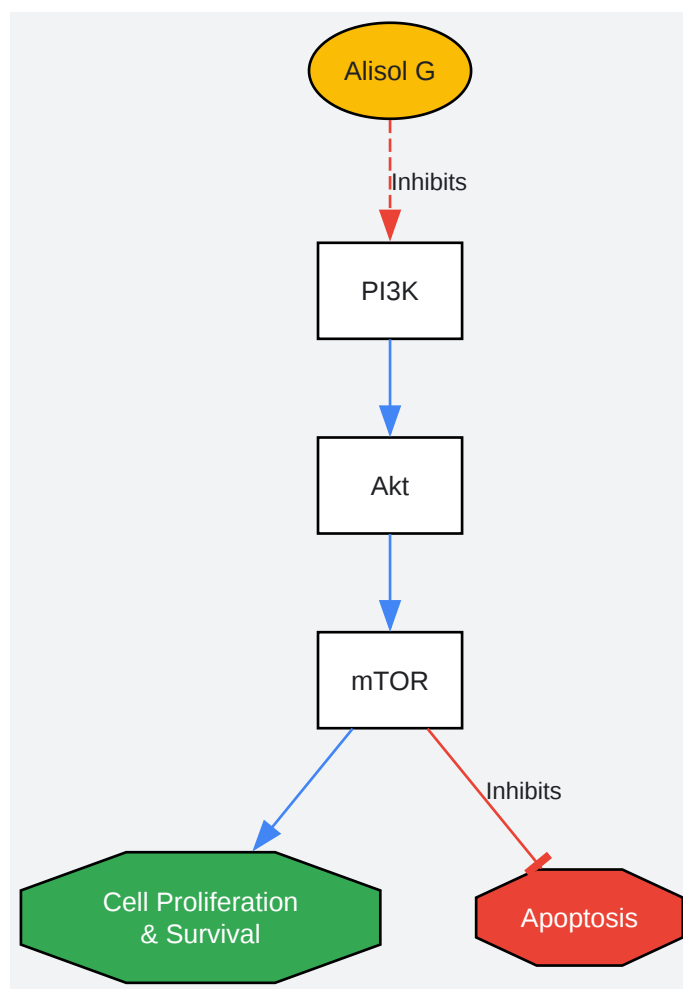 Alisol G
Inhibits
PI3K
Akt
mTOR
Inhibits
Cell Proliferation
& Survival
Apoptosis